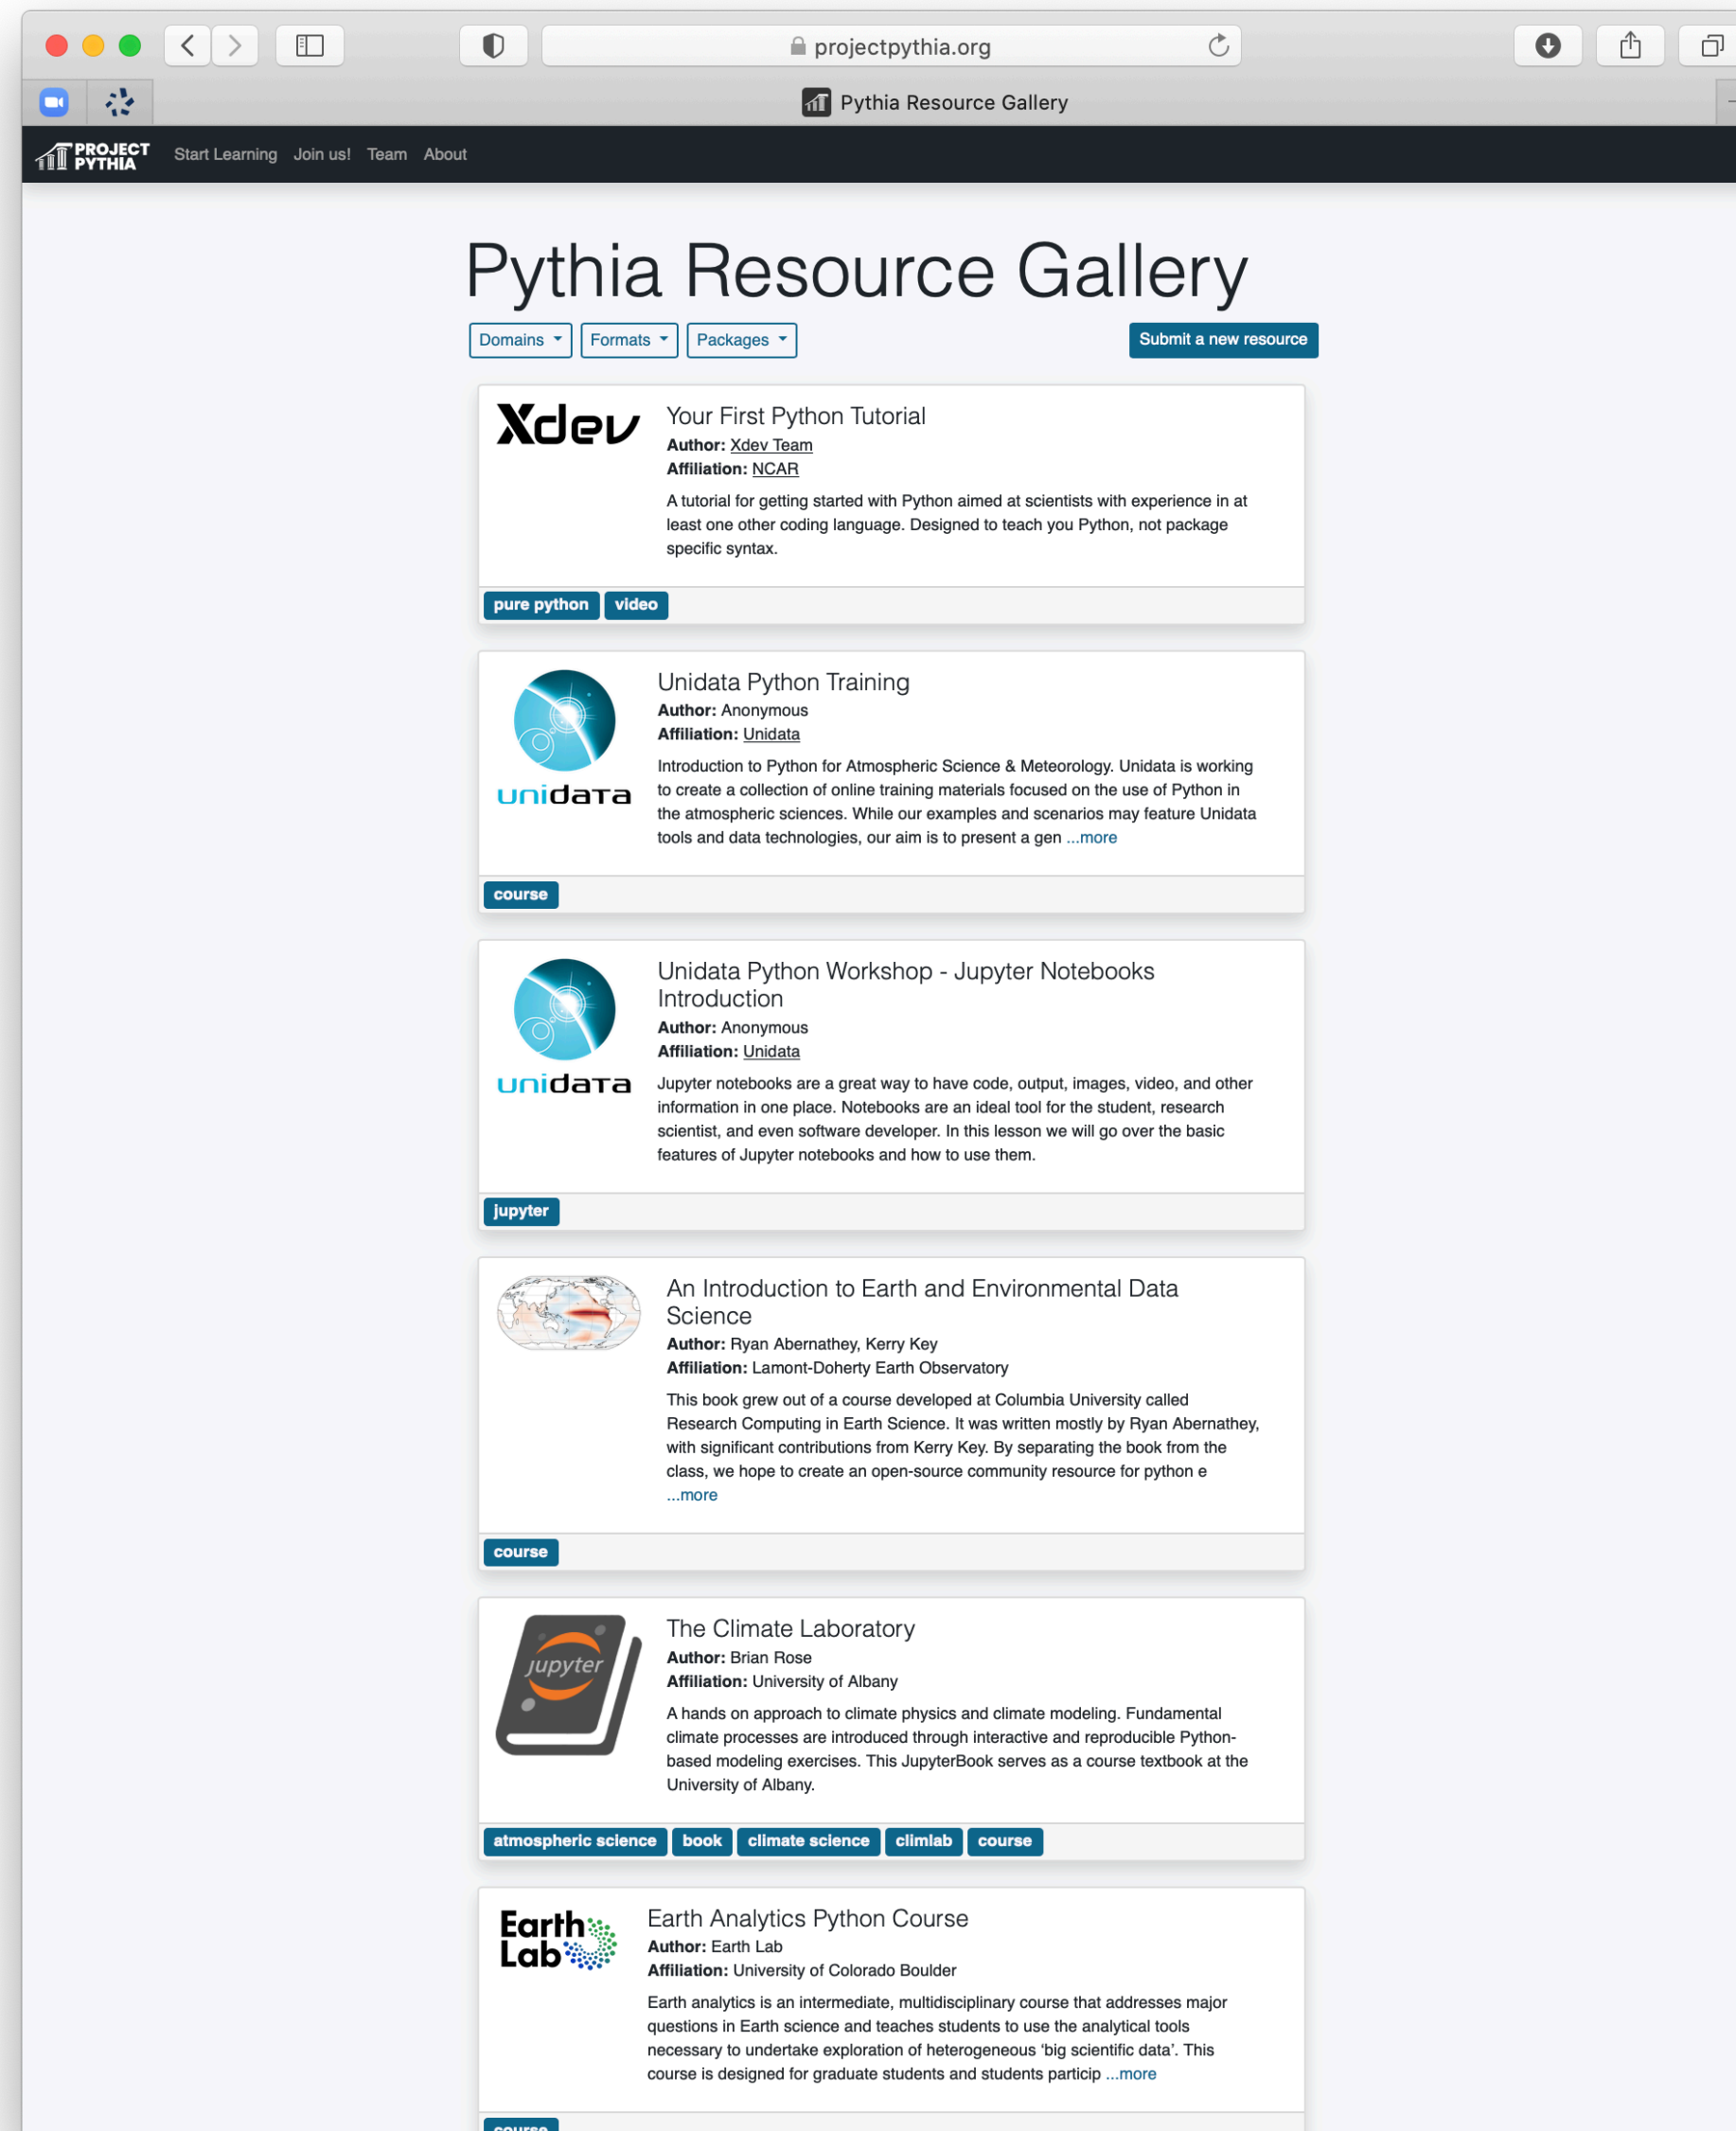 projectpythia.org
Pythia Resource Gallery
PROJECT
PYTHIA
Start Learning Join us! Team About
Pythia Resource Gallery
Domains Formats Packages Submit a new resource
Xdev
Your First Python Tutorial
Author: Xdev Team
Affiliation: NCAR
A tutorial for getting started with Python aimed at scientists with experience in at
least one other coding language. Designed to teach you Python, not package
specific syntax.
pure python video
unidata
Unidata Python Training
Author: Anonymous
Affiliation: Unidata
Introduction to Python for Atmospheric Science & Meteorology. Unidata is working
to create a collection of online training materials focused on the use of Python in
the atmospheric sciences. While our examples and scenarios may feature Unidata
tools and data technologies, our aim is to present a gen ...more
course
unidata
Unidata Python Workshop - Jupyter Notebooks
Introduction
Author: Anonymous
Affiliation: Unidata
Jupyter notebooks are a great way to have code, output, images, video, and other
information in one place. Notebooks are an ideal tool for the student, research
scientist, and even software developer. In this lesson we will go over the basic
features of Jupyter notebooks and how to use them.
jupyter
An Introduction to Earth and Environmental Data
Science
Author: Ryan Abernathey, Kerry Key
Affiliation: Lamont-Doherty Earth Observatory
This book grew out of a course developed at Columbia University called
Research Computing in Earth Science. It was written mostly by Ryan Abernathey,
with significant contributions from Kerry Key. By separating the book from the
class, we hope to create an open-source community resource for python e
...more
course
jupyter
The Climate Laboratory
Author: Brian Rose
Affiliation: University of Albany
A hands on approach to climate physics and climate modeling. Fundamental
climate processes are introduced through interactive and reproducible Python-
based modeling exercises. This JupyterBook serves as a course textbook at the
University of Albany.
atmospheric science book climate science climlab course
Earth
Lab
Earth Analytics Python Course
Author: Earth Lab
Affiliation: University of Colorado Boulder
Earth analytics is an intermediate, multidisciplinary course that addresses major
questions in Earth science and teaches students to use the analytical tools
necessary to undertake exploration of heterogeneous ‘big scientific data’. This
course is designed for graduate students and students particip ...more
course